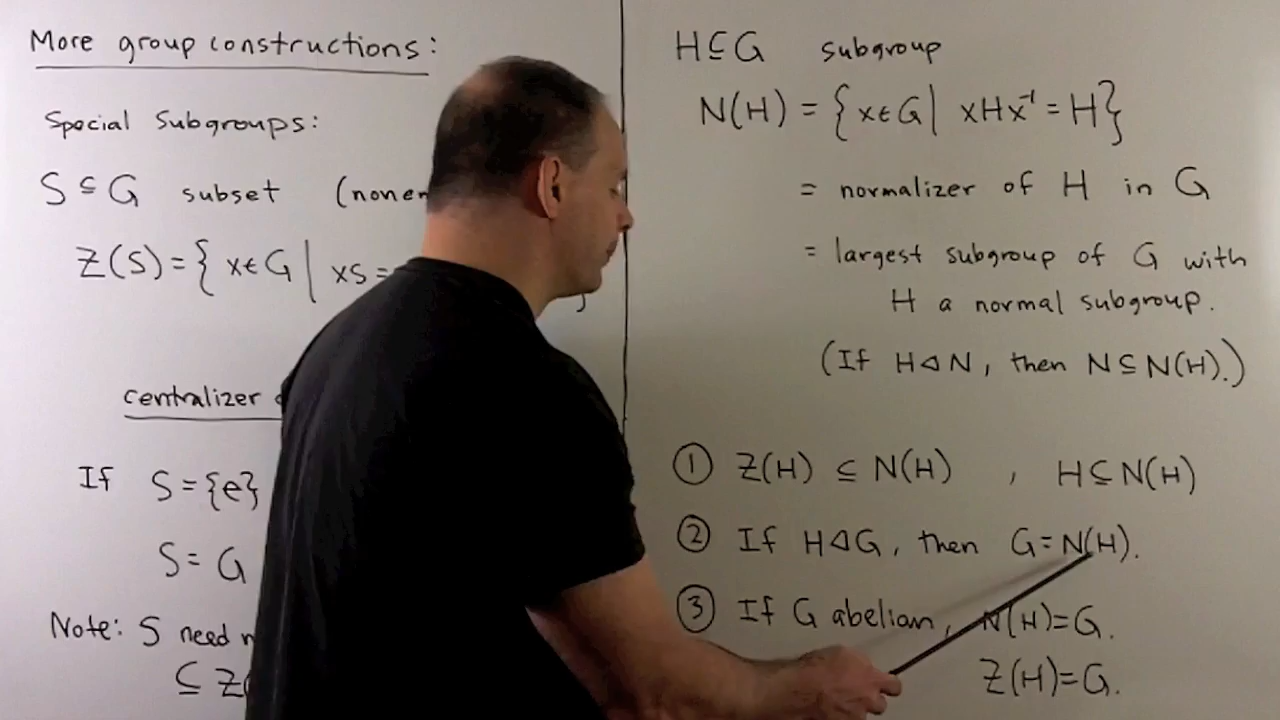 More group constructions:
Special Subgroups:
S ⊆ G subset
Z(S) = { x ∈ G | xs =
centralizer
If S = {e}
S = G
Note: S need
⊆
H ⊆ G subgroup
N(H) = { x ∈ G | xHx⁻¹ = H }
= normalizer of H in G
= largest subgroup of G with
H a normal subgroup.
(If H ⊲ N, then N ⊆ N(H).)
① Z(H) ⊆ N(H) , H ⊆ N(H)
② If H ⊲ G, then G = N(H).
③ If G abelian, N(H) = G.
Z(H) = G.